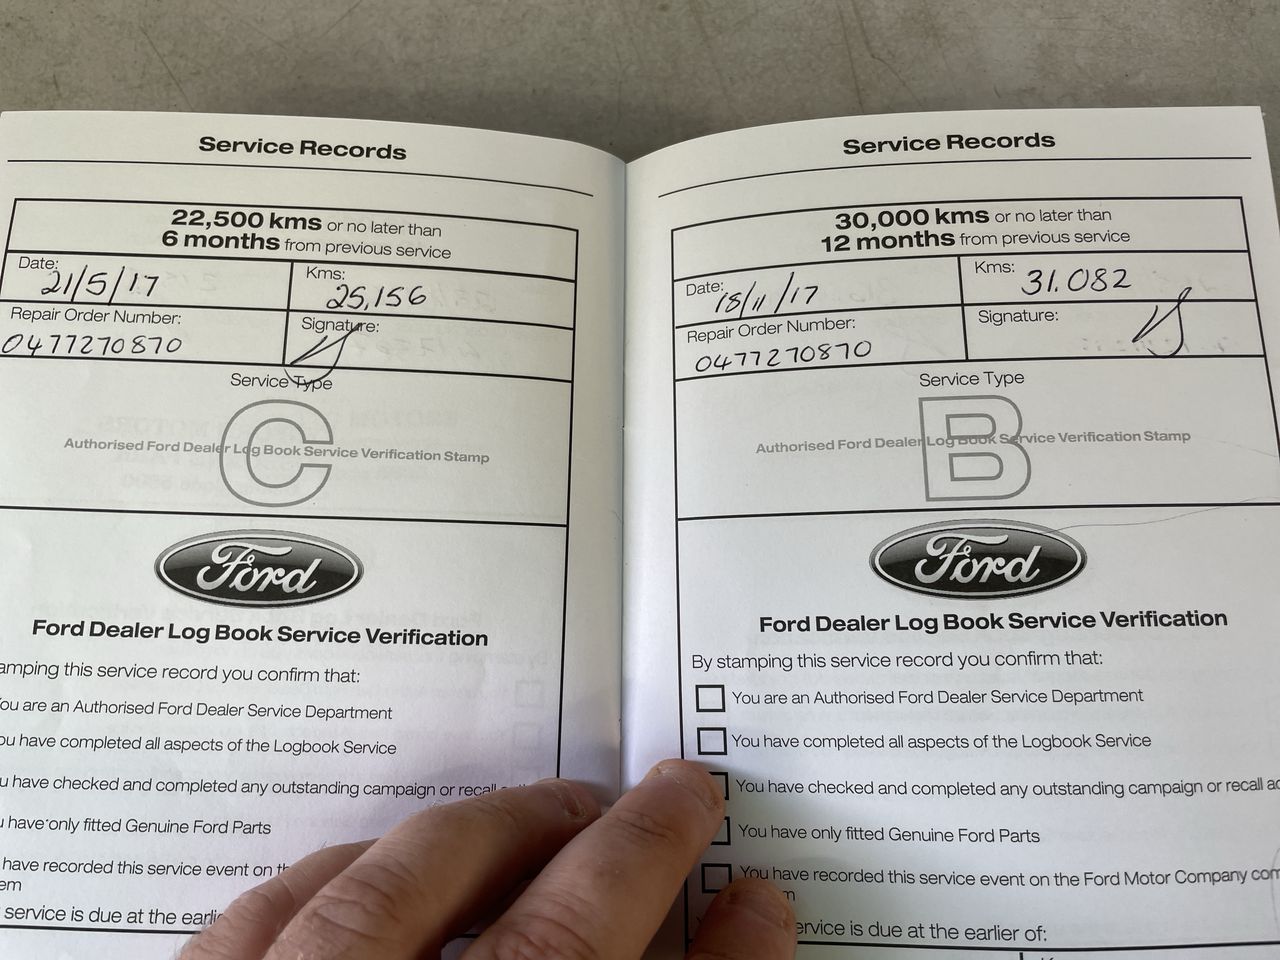 Service Records
22,500 kms or no later than
6 months from previous service
Date: 21/5/17
Kms: 25,156
Repair Order Number:
0477270870
Signature:
Service Type
C
Authorised Ford Dealer Log Book Service Verification Stamp
Ford
Ford Dealer Log Book Service Verification
amping this service record you confirm that:
ou are an Authorised Ford Dealer Service Department
ou have completed all aspects of the Logbook Service
u have checked and completed any outstanding campaign or recall
u have only fitted Genuine Ford Parts
have recorded this service event on th
em
service is due at the earlie
Service Records
30,000 kms or no later than
12 months from previous service
Date: 18/11/17
Kms: 31.082
Repair Order Number:
0477270870
Signature:
Service Type
B
Authorised Ford Dealer Log Book Service Verification Stamp
Ford
Ford Dealer Log Book Service Verification
By stamping this service record you confirm that:
You are an Authorised Ford Dealer Service Department
You have completed all aspects of the Logbook Service
You have checked and completed any outstanding campaign or recall ac
You have only fitted Genuine Ford Parts
You have recorded this service event on the Ford Motor Company com
m
ervice is due at the earlier of: